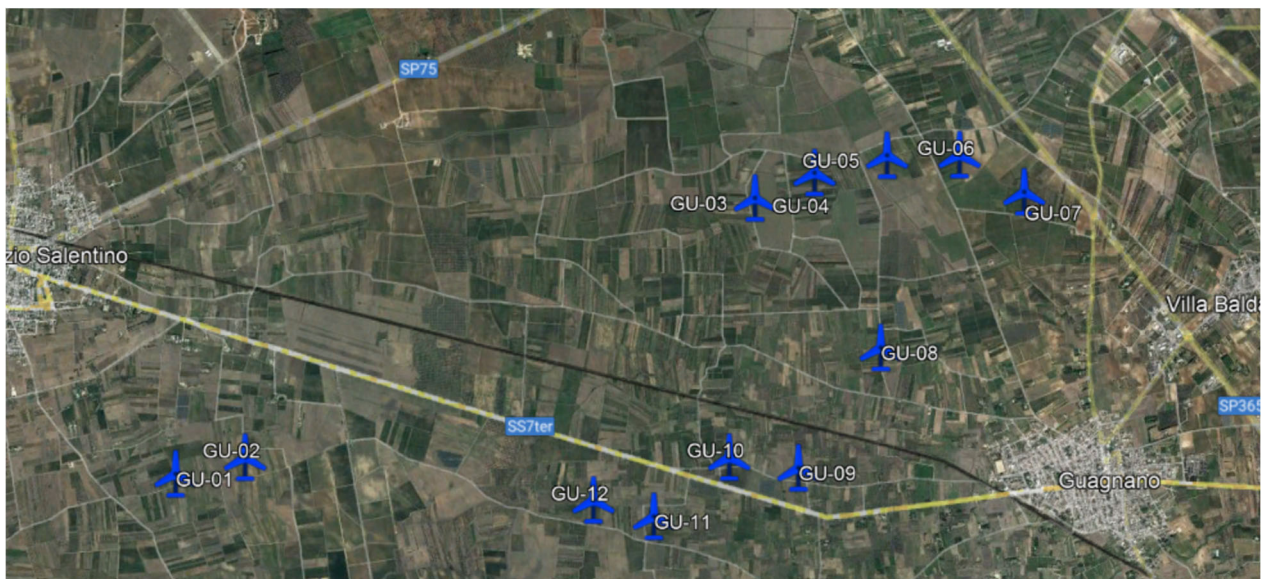 SP75
GU-05
GU-06
GU-03
GU-04
GU-07
zio Salentino
Villa Balda
GU-08
SP365
SS7ter
GU-02
GU-10
GU-01
GU-09
Guagnano
GU-12
GU-11